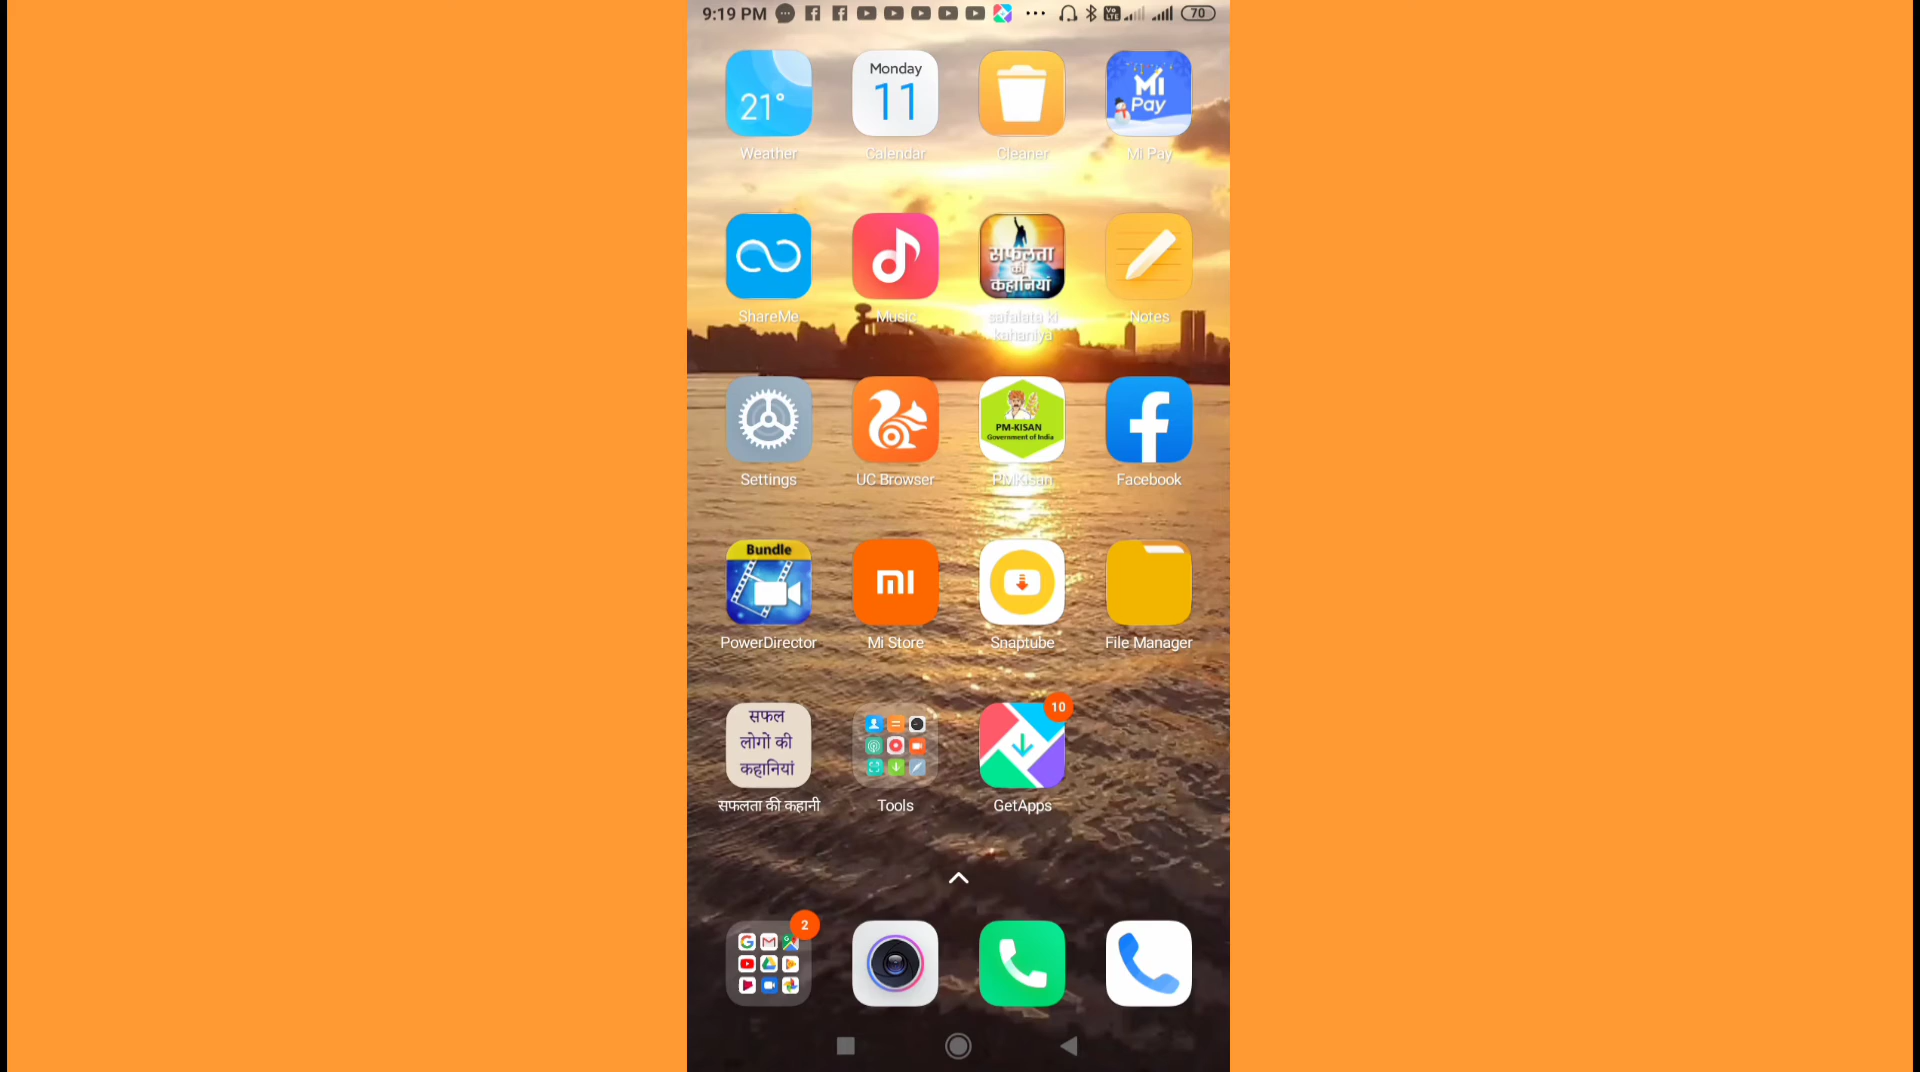 9:19 PM 70
21°
Monday
11
Mi
Pay
Weather
Calendar
Cleaner
Mi Pay
सफलता
की
कहानियां
ShareMe
Music
safalata ki
kahaniya
Notes
PM-KISAN
Government of India
Settings
UC Browser
PMKisan
Facebook
Bundle
mi
PowerDirector
Mi Store
Snaptube
File Manager
सफल
लोगों की
कहानियां
10
सफलता की कहानी
Tools
GetApps
2